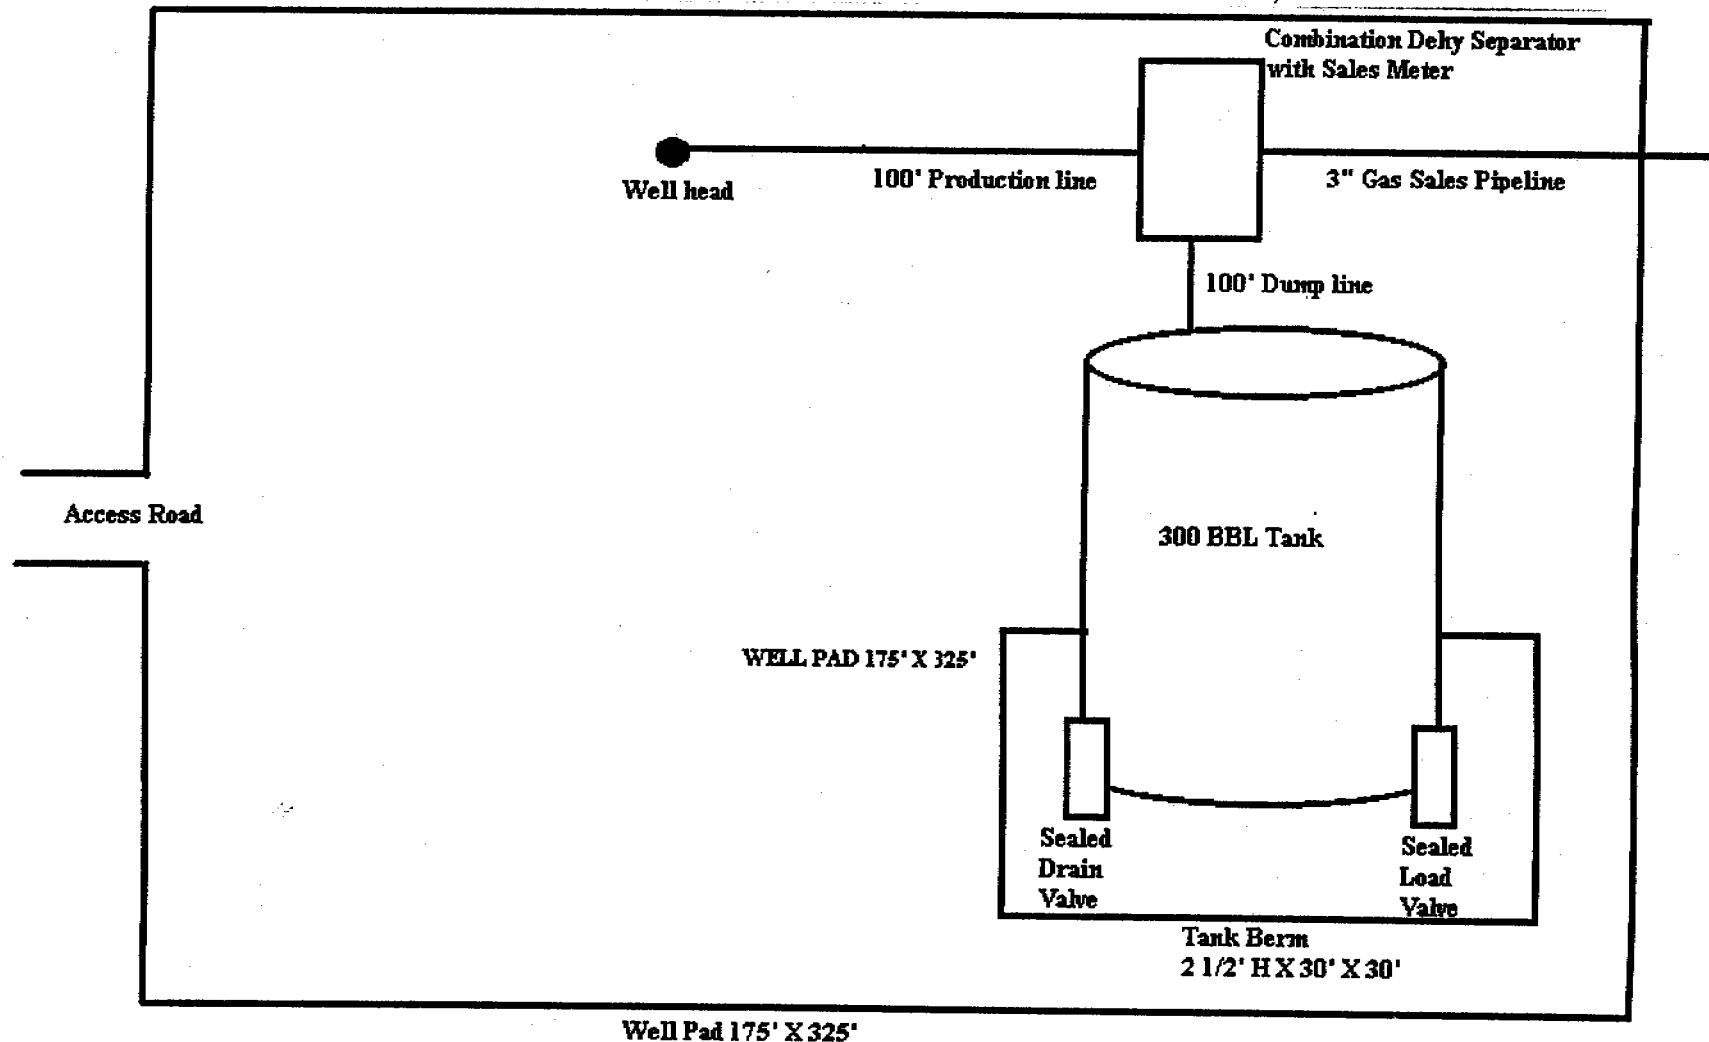 Combination Dehy Separator
with Sales Meter
Well head
100' Production line
3" Gas Sales Pipeline
100' Dump line
Access Road
300 BBL Tank
WELL PAD 175' X 325'
Sealed
Drain
Valve
Sealed
Load
Valve
Tank Berm
2 1/2' H X 30' X 30'
Well Pad 175' X 325'